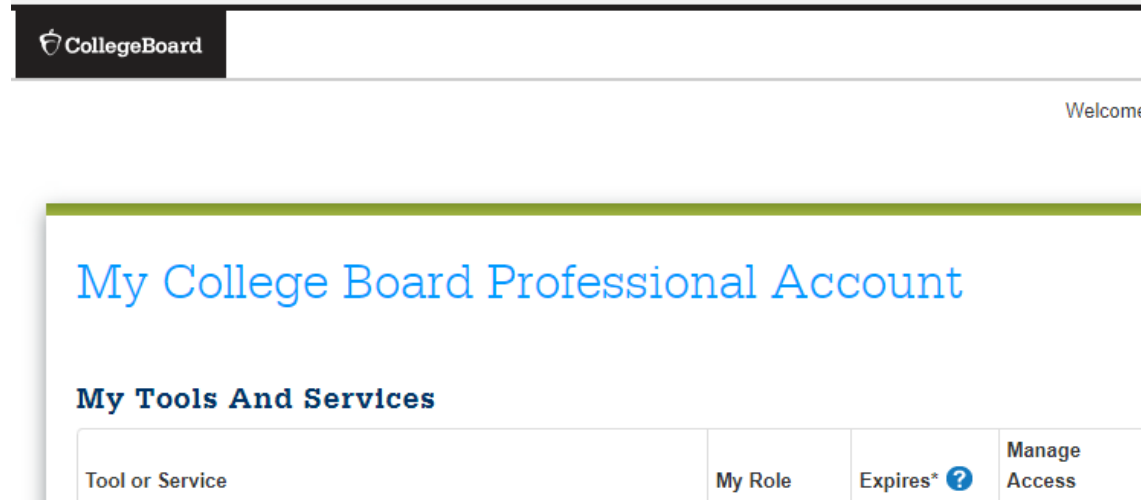 CollegeBoard
Welcome
My College Board Professional Account
My Tools And Services
Tool or Service
My Role
Expires* ?
Manage
Access